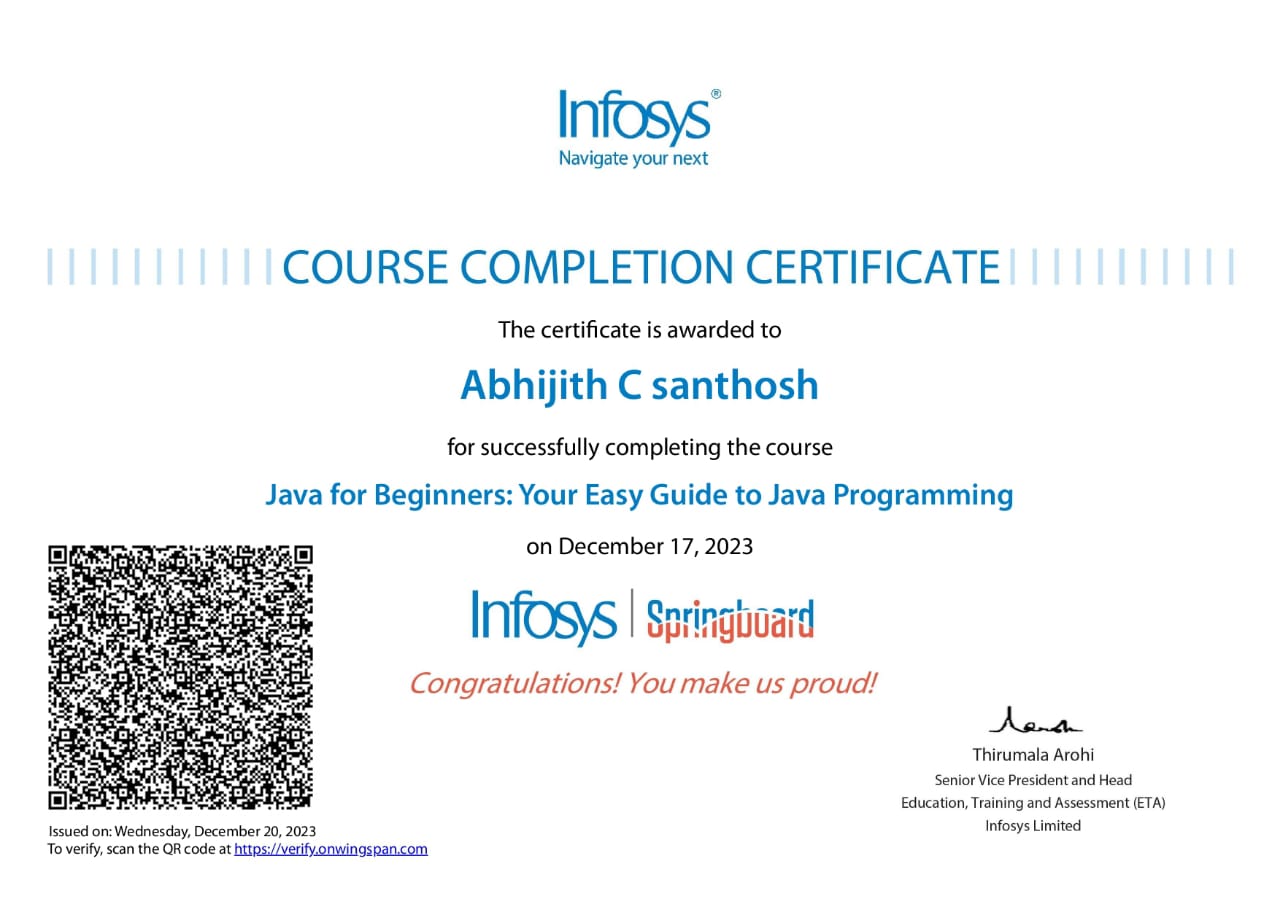 Infosys®
Navigate your next
COURSE COMPLETION CERTIFICATE
The certificate is awarded to
Abhijith C santhosh
for successfully completing the course
Java for Beginners: Your Easy Guide to Java Programming
on December 17, 2023
Infosys | Springboard
Congratulations! You make us proud!
Thirumala Arohi
Senior Vice President and Head
Education, Training and Assessment (ETA)
Infosys Limited
Issued on: Wednesday, December 20, 2023
To verify, scan the QR code at https://verify.onwingspan.com